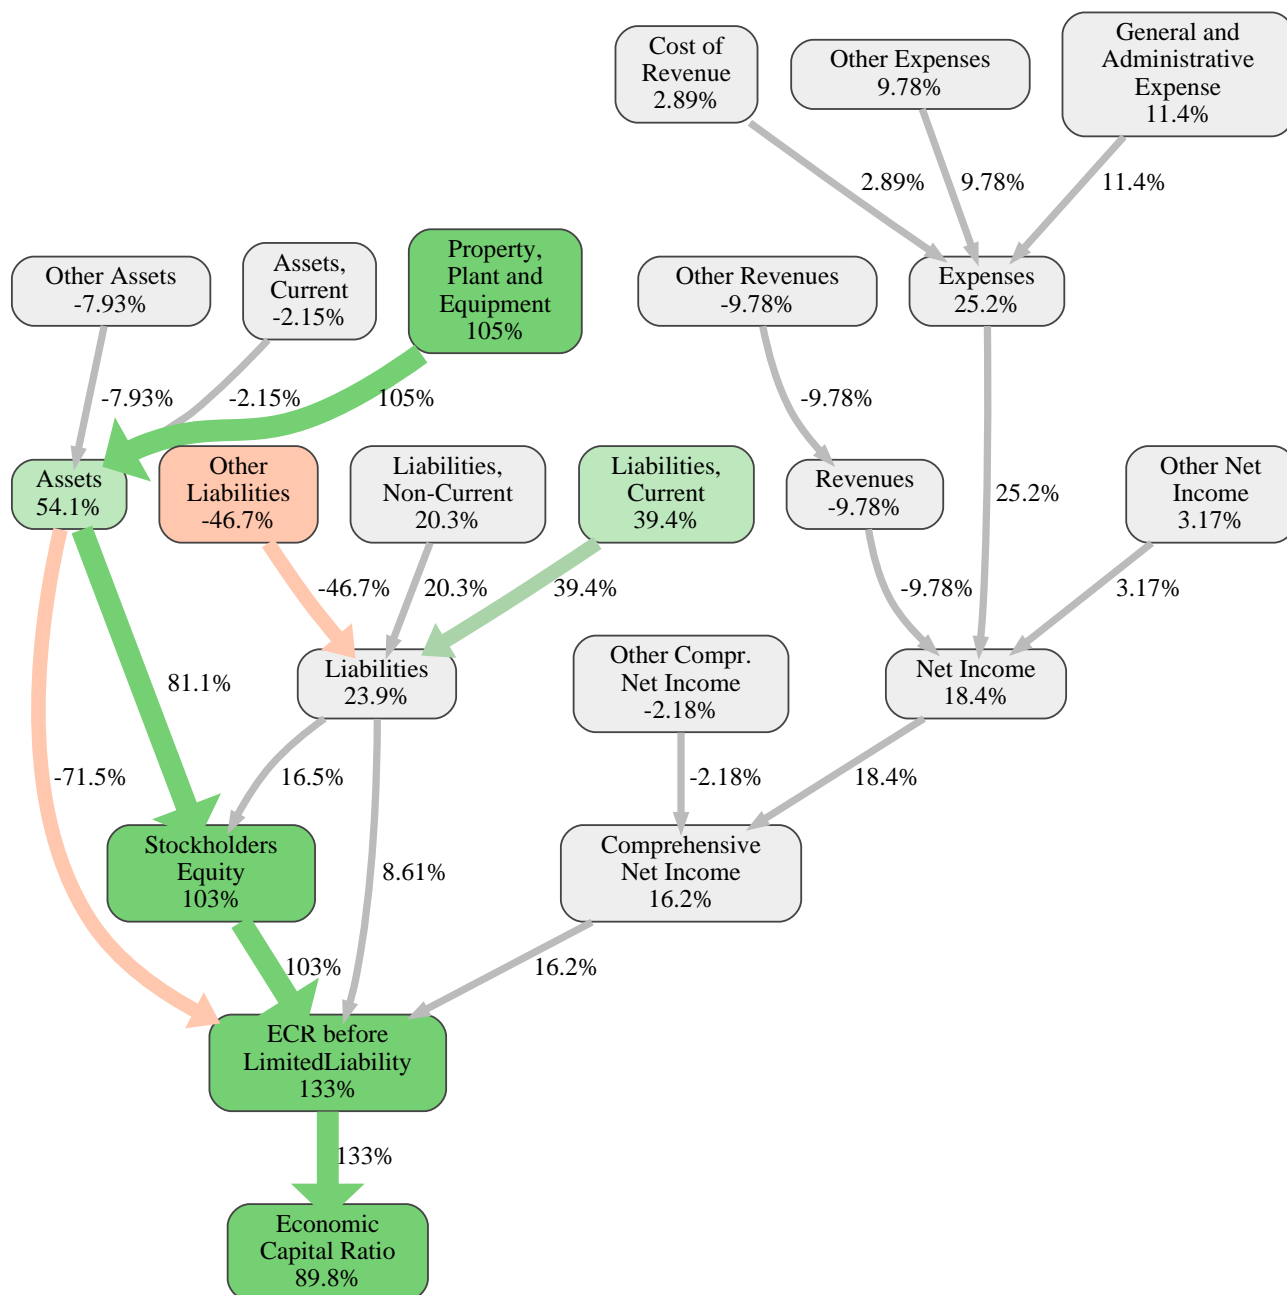 Cost of
Revenue
2.89%
Other Expenses
9.78%
General and
Administrative
Expense
11.4%
2.89%
9.78%
11.4%
Other Assets
-7.93%
Assets,
Current
-2.15%
Property,
Plant and
Equipment
105%
Other Revenues
-9.78%
Expenses
25.2%
-7.93%
-2.15%
105%
-9.78%
25.2%
Assets
54.1%
Other
Liabilities
-46.7%
Liabilities,
Non-Current
20.3%
Liabilities,
Current
39.4%
Revenues
-9.78%
Other Net
Income
3.17%
-46.7%
20.3%
39.4%
-9.78%
3.17%
81.1%
Liabilities
23.9%
Other Compr.
Net Income
-2.18%
Net Income
18.4%
-71.5%
16.5%
-2.18%
18.4%
Stockholders
Equity
103%
8.61%
Comprehensive
Net Income
16.2%
103%
16.2%
ECR before
LimitedLiability
133%
133%
Economic
Capital Ratio
89.8%